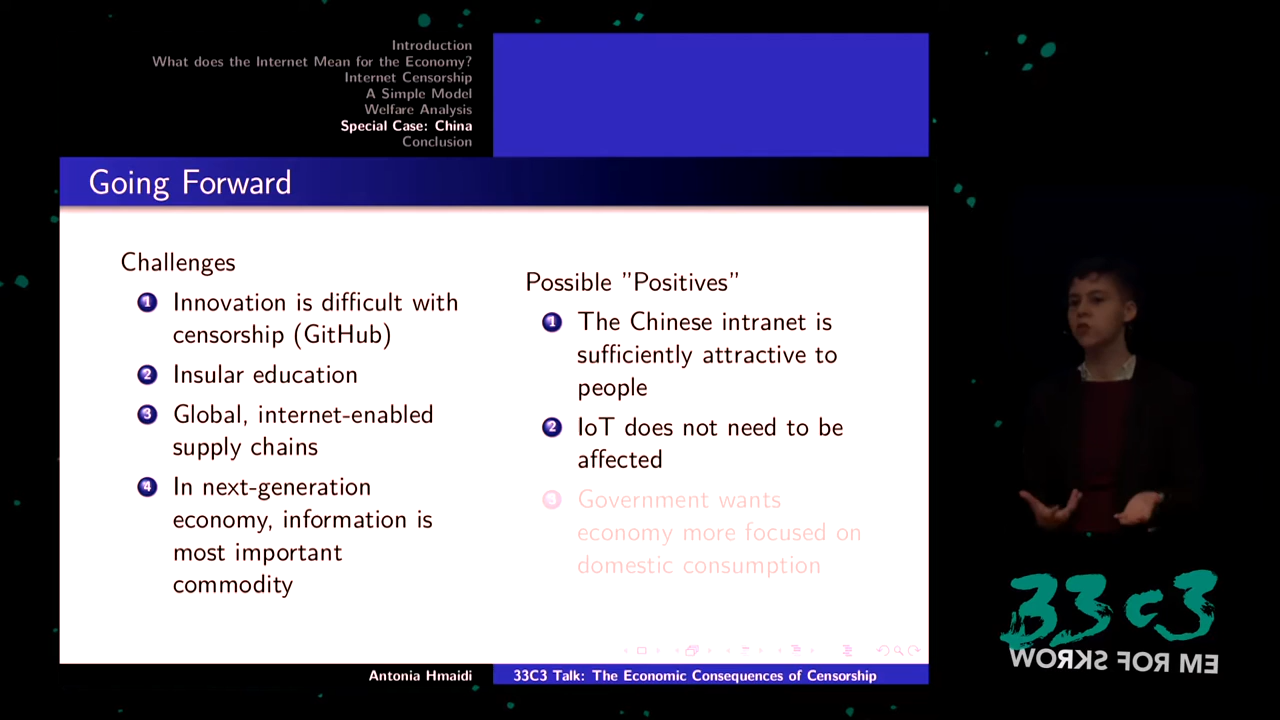 Introduction
What does the Internet Mean for the Economy?
Internet Censorship
A Simple Model
Welfare Analysis
Special Case: China
Conclusion
Going Forward
Challenges
1 Innovation is difficult with
censorship (GitHub)
2 Insular education
3 Global, internet-enabled
supply chains
4 In next-generation
economy, information is
most important
commodity
Possible "Positives"
1 The Chinese intranet is
sufficiently attractive to
people
2 IoT does not need to be
affected
3 Government wants
economy more focused on
domestic consumption
Antonia Hmaidi
33C3 Talk: The Economic Consequences of Censorship
33C3
WORKS FOR ME